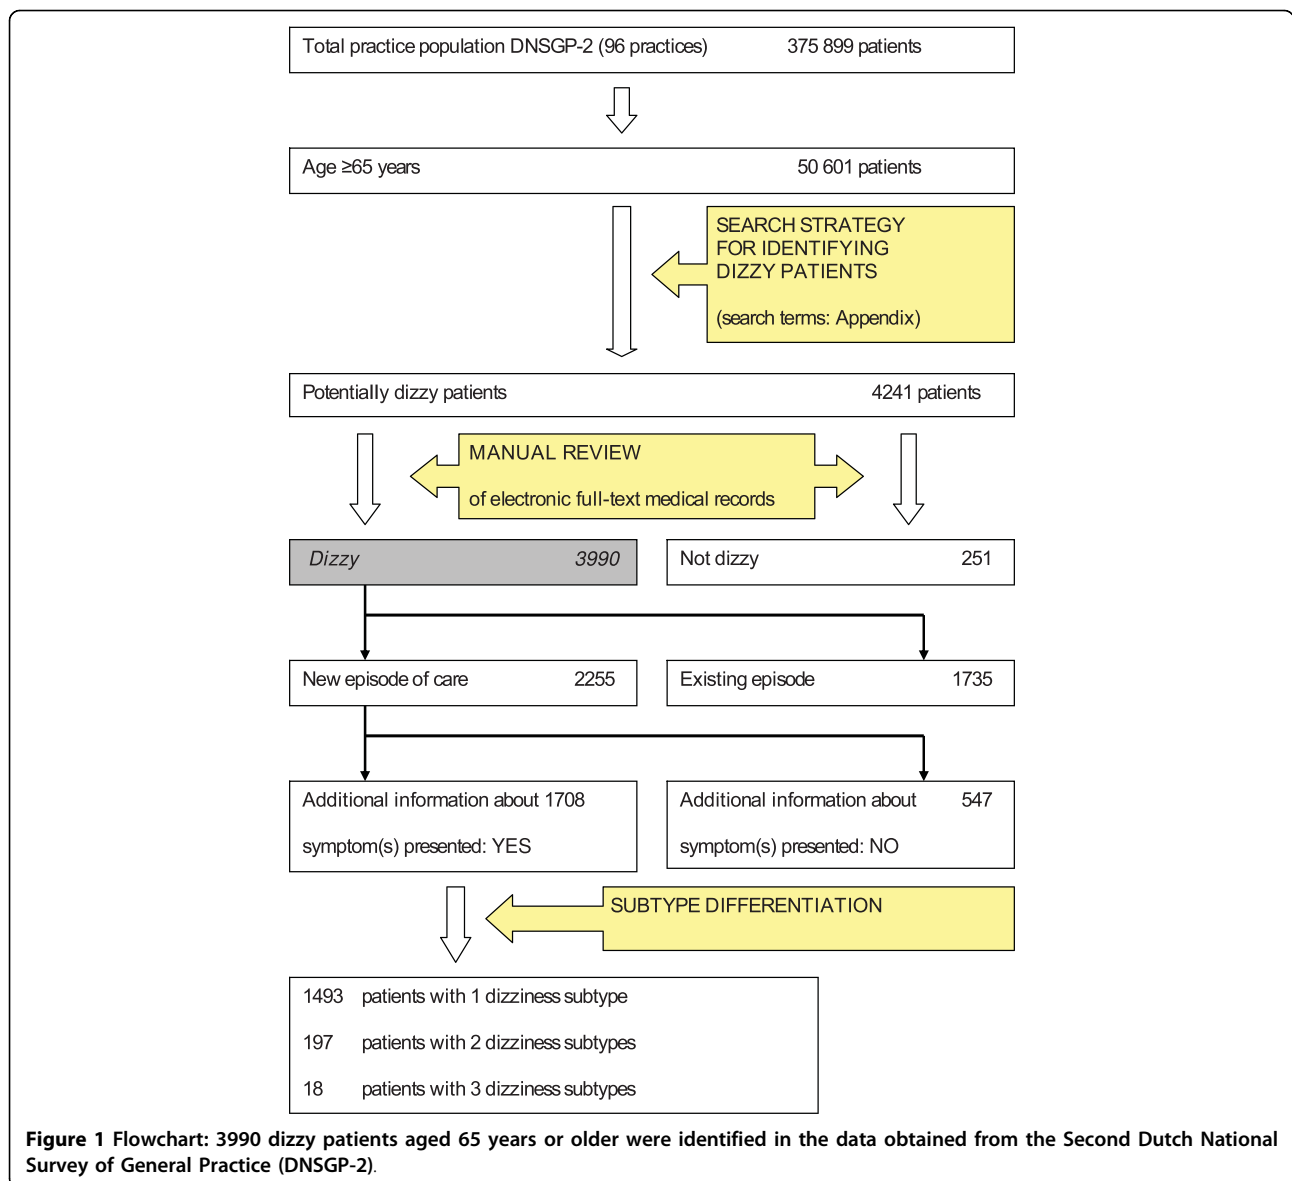 Total practice population DNSGP-2 (96 practices) 375 899 patients
Age ≥65 years 50 601 patients
SEARCH STRATEGY
FOR IDENTIFYING
DIZZY PATIENTS
(search terms: Appendix)
Potentially dizzy patients 4241 patients
MANUAL REVIEW
of electronic full-text medical records
Dizzy 3990
Not dizzy 251
New episode of care 2255
Existing episode 1735
Additional information about 1708
symptom(s) presented: YES
Additional information about 547
symptom(s) presented: NO
SUBTYPE DIFFERENTIATION
1493 patients with 1 dizziness subtype
197 patients with 2 dizziness subtypes
18 patients with 3 dizziness subtypes
Figure 1 Flowchart: 3990 dizzy patients aged 65 years or older were identified in the data obtained from the Second Dutch National
Survey of General Practice (DNSGP-2).